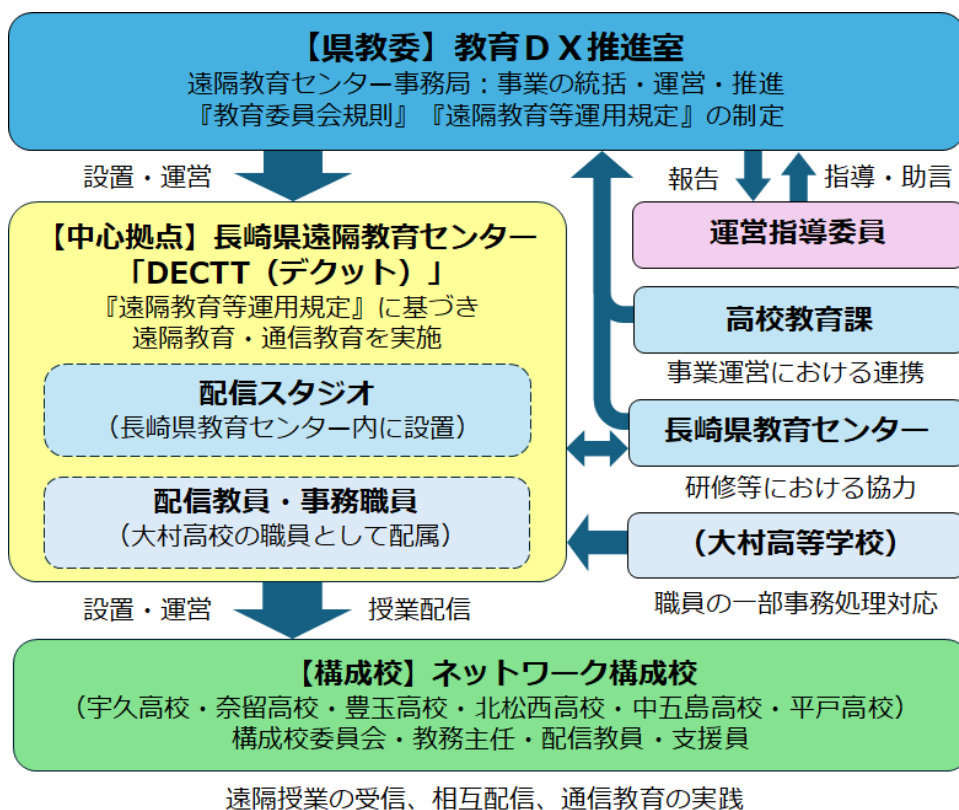 【県教委】教育ＤＸ推進室
遠隔教育センター事務局：事業の統括・運営・推進
『教育委員会規則』『遠隔教育等運用規定』の制定
設置・運営
報告
指導・助言
【中心拠点】長崎県遠隔教育センター
「DECTT（デクット）」
『遠隔教育等運用規定』に基づき
遠隔教育・通信教育を実施
配信スタジオ
（長崎県教育センター内に設置）
配信教員・事務職員
（大村高校の職員として配属）
運営指導委員
高校教育課
事業運営における連携
長崎県教育センター
研修等における協力
（大村高等学校）
職員の一部事務処理対応
設置・運営
授業配信
【構成校】ネットワーク構成校
（宇久高校・奈留高校・豊玉高校・北松西高校・中五島高校・平戸高校）
構成校委員会・教務主任・配信教員・支援員
遠隔授業の受信、相互配信、通信教育の実践